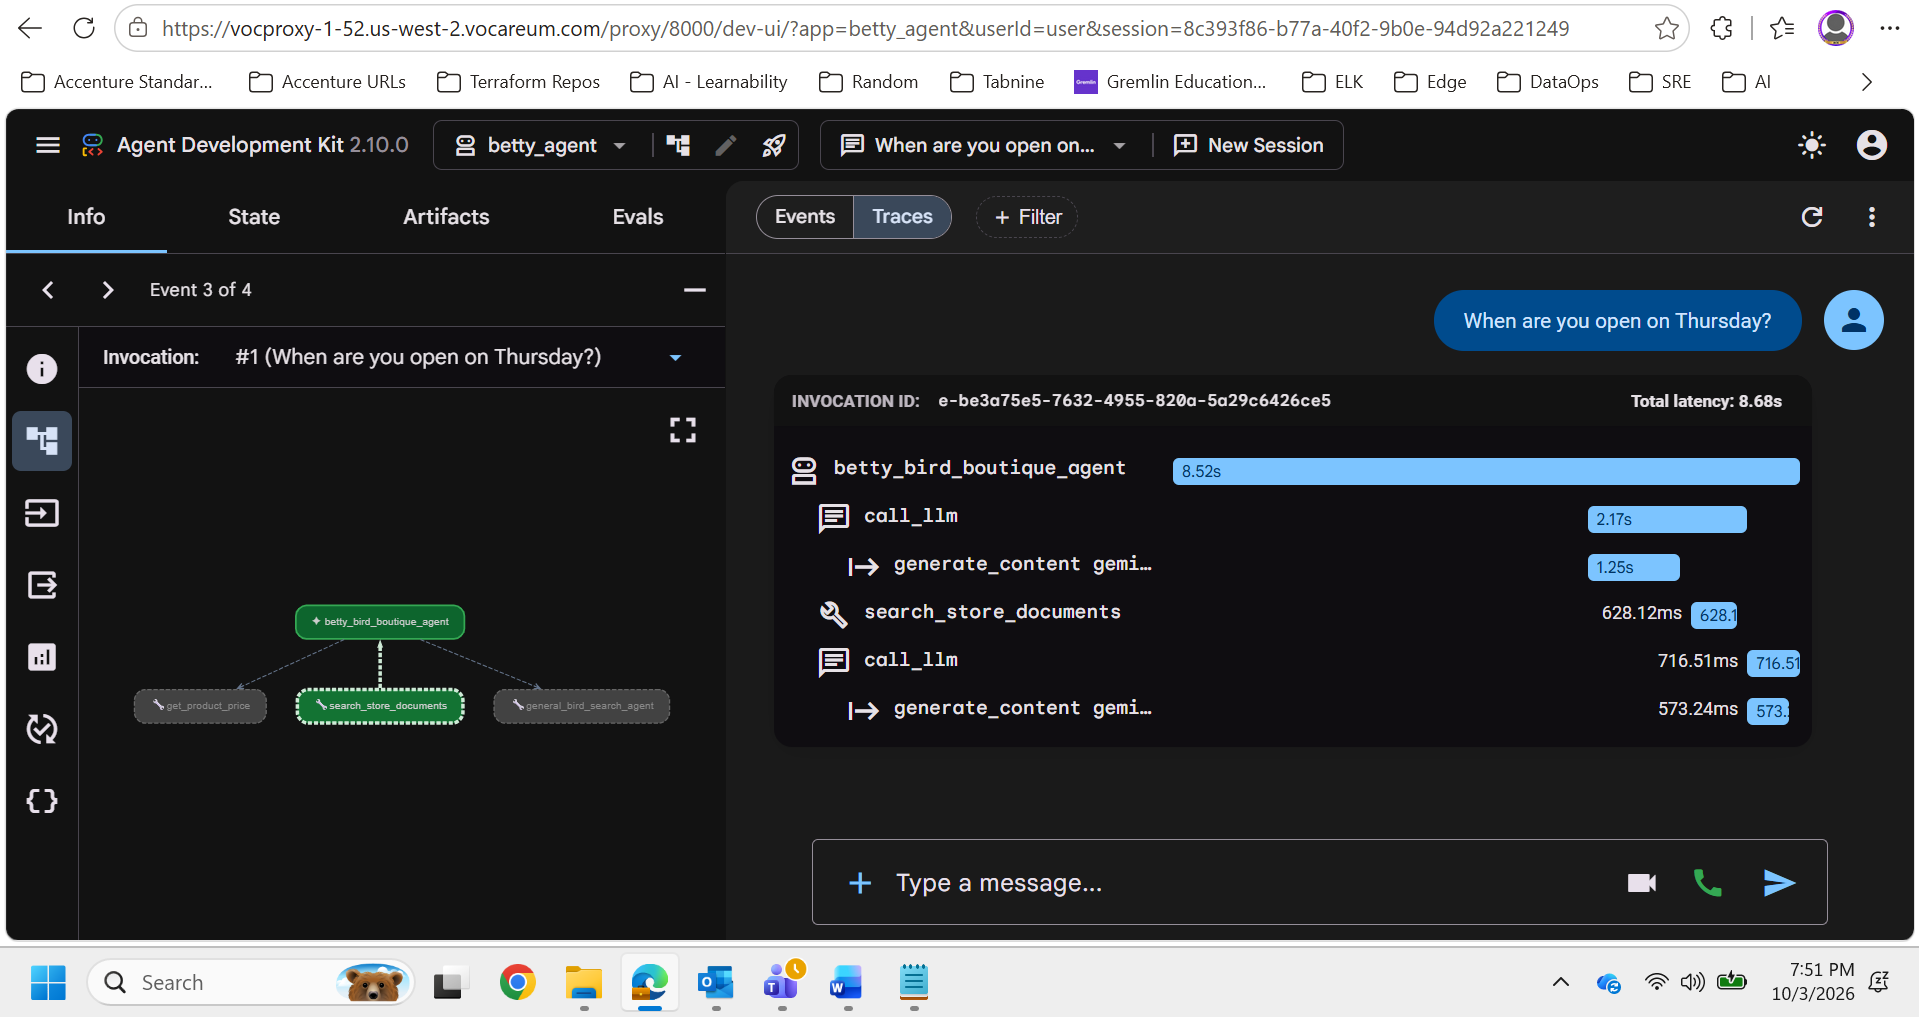 https://vocproxy-1-52.us-west-2.vocareum.com/proxy/8000/dev-ui/?app=betty_agent&userId=user&session=8c393f86-b77a-40f2-9b0e-94d92a221249
Accenture Standar... Accenture URLs Terraform Repos AI - Learnability Random Tabnine Gremlin Education... ELK Edge DataOps SRE AI
Agent Development Kit 2.10.0 betty_agent When are you open on... New Session
Info State Artifacts Evals
Events Traces + Filter
Event 3 of 4
Invocation: #1 (When are you open on Thursday?)
betty_bird_boutique_agent
get_product_price search_store_documents general_bird_search_agent
When are you open on Thursday?
INVOCATION ID: e-be3a75e5-7632-4955-820a-5a29c6426ce5 Total latency: 8.68s
betty_bird_boutique_agent 8.52s
call_llm 2.17s
generate_content gemi… 1.25s
search_store_documents 628.12ms 628.1
call_llm 716.51ms 716.51
generate_content gemi… 573.24ms 573.
Type a message...
Search
7:51 PM
10/3/2026